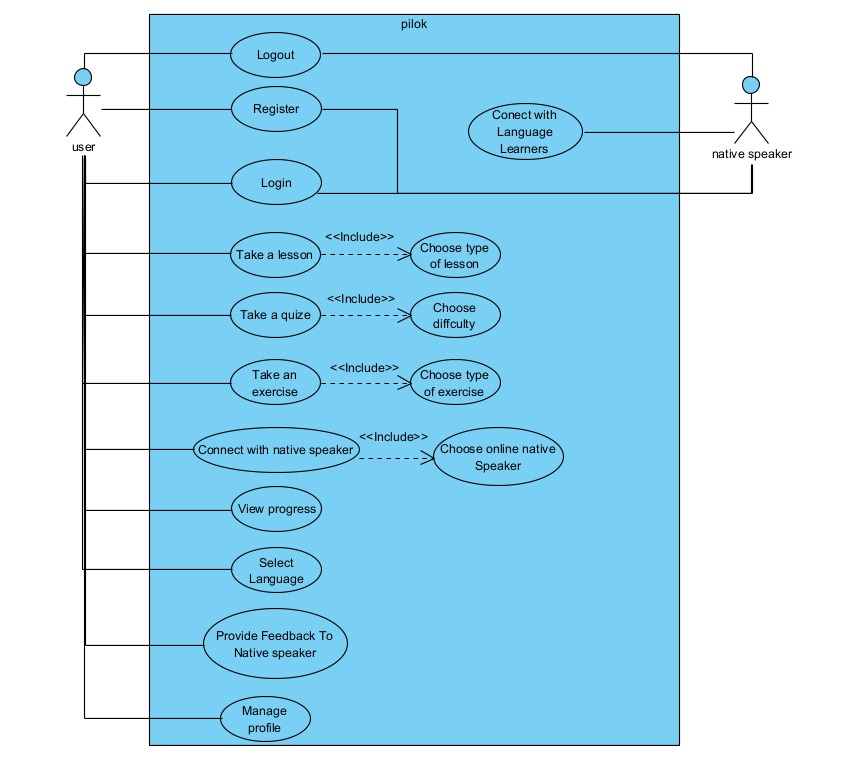 pilok
Logout
Register
Conect with
Language
Learners
user
native speaker
Login
<<Include>>
Take a lesson
Choose type
of lesson
<<Include>>
Take a quize
Choose
diffculty
<<Include>>
Take an
exercise
Choose type
of exercise
<<Include>>
Connect with native speaker
Choose online native
Speaker
View progress
Select
Language
Provide Feedback To
Native speaker
Manage
profile